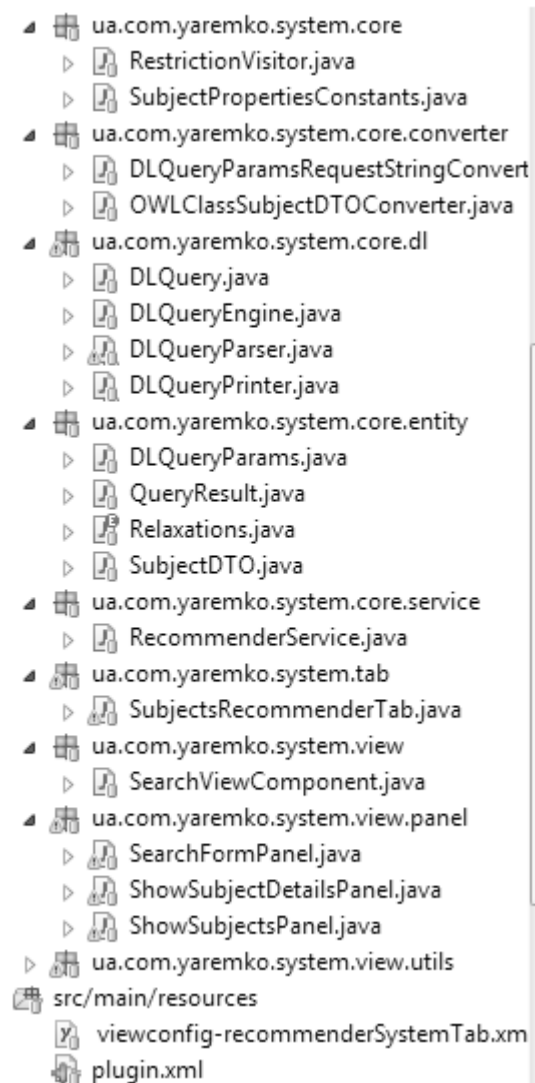 ua.com.yaremko.system.core
RestrictionVisitor.java
SubjectPropertiesConstants.java
ua.com.yaremko.system.core.converter
DLQueryParamsRequestStringConvert
OWLClassSubjectDTOConverter.java
ua.com.yaremko.system.core.dl
DLQuery.java
DLQueryEngine.java
DLQueryParser.java
DLQueryPrinter.java
ua.com.yaremko.system.core.entity
DLQueryParams.java
QueryResult.java
Relaxations.java
SubjectDTO.java
ua.com.yaremko.system.core.service
RecommenderService.java
ua.com.yaremko.system.tab
SubjectsRecommenderTab.java
ua.com.yaremko.system.view
SearchViewComponent.java
ua.com.yaremko.system.view.panel
SearchFormPanel.java
ShowSubjectDetailsPanel.java
ShowSubjectsPanel.java
ua.com.yaremko.system.view.utils
src/main/resources
viewconfig-recommenderSystemTab.xm
plugin.xml